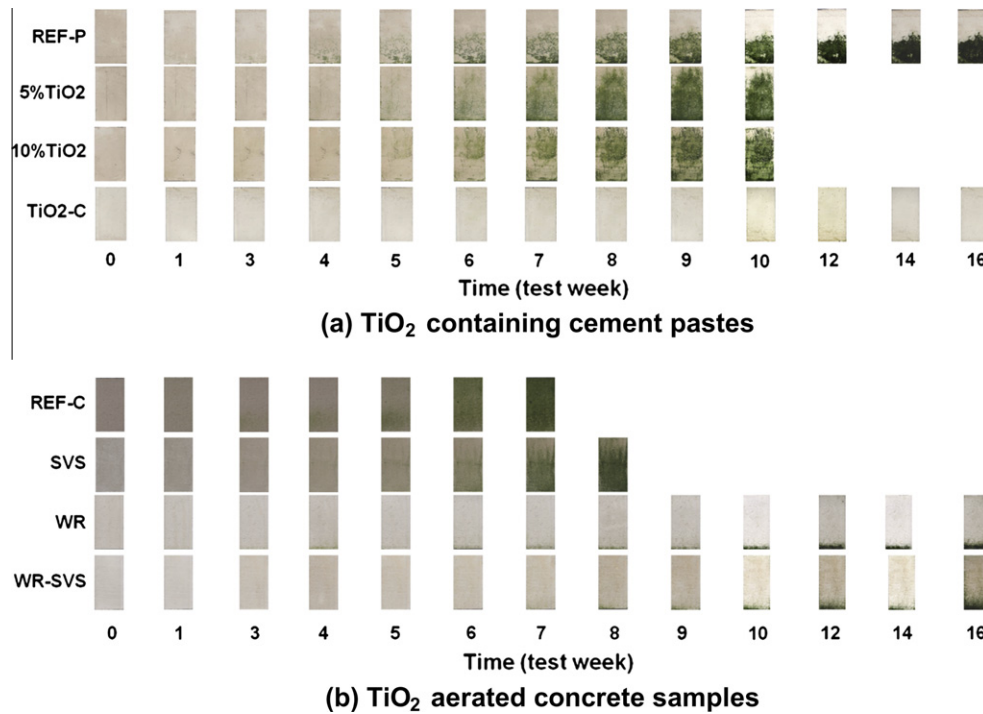 REF-P
5%TiO2
10%TiO2
TiO2-C
0 1 3 4 5 6 7 8 9 10 12 14 16
Time (test week)
(a) TiO₂ containing cement pastes
REF-C
SVS
WR
WR-SVS
0 1 3 4 5 6 7 8 9 10 12 14 16
Time (test week)
(b) TiO₂ aerated concrete samples